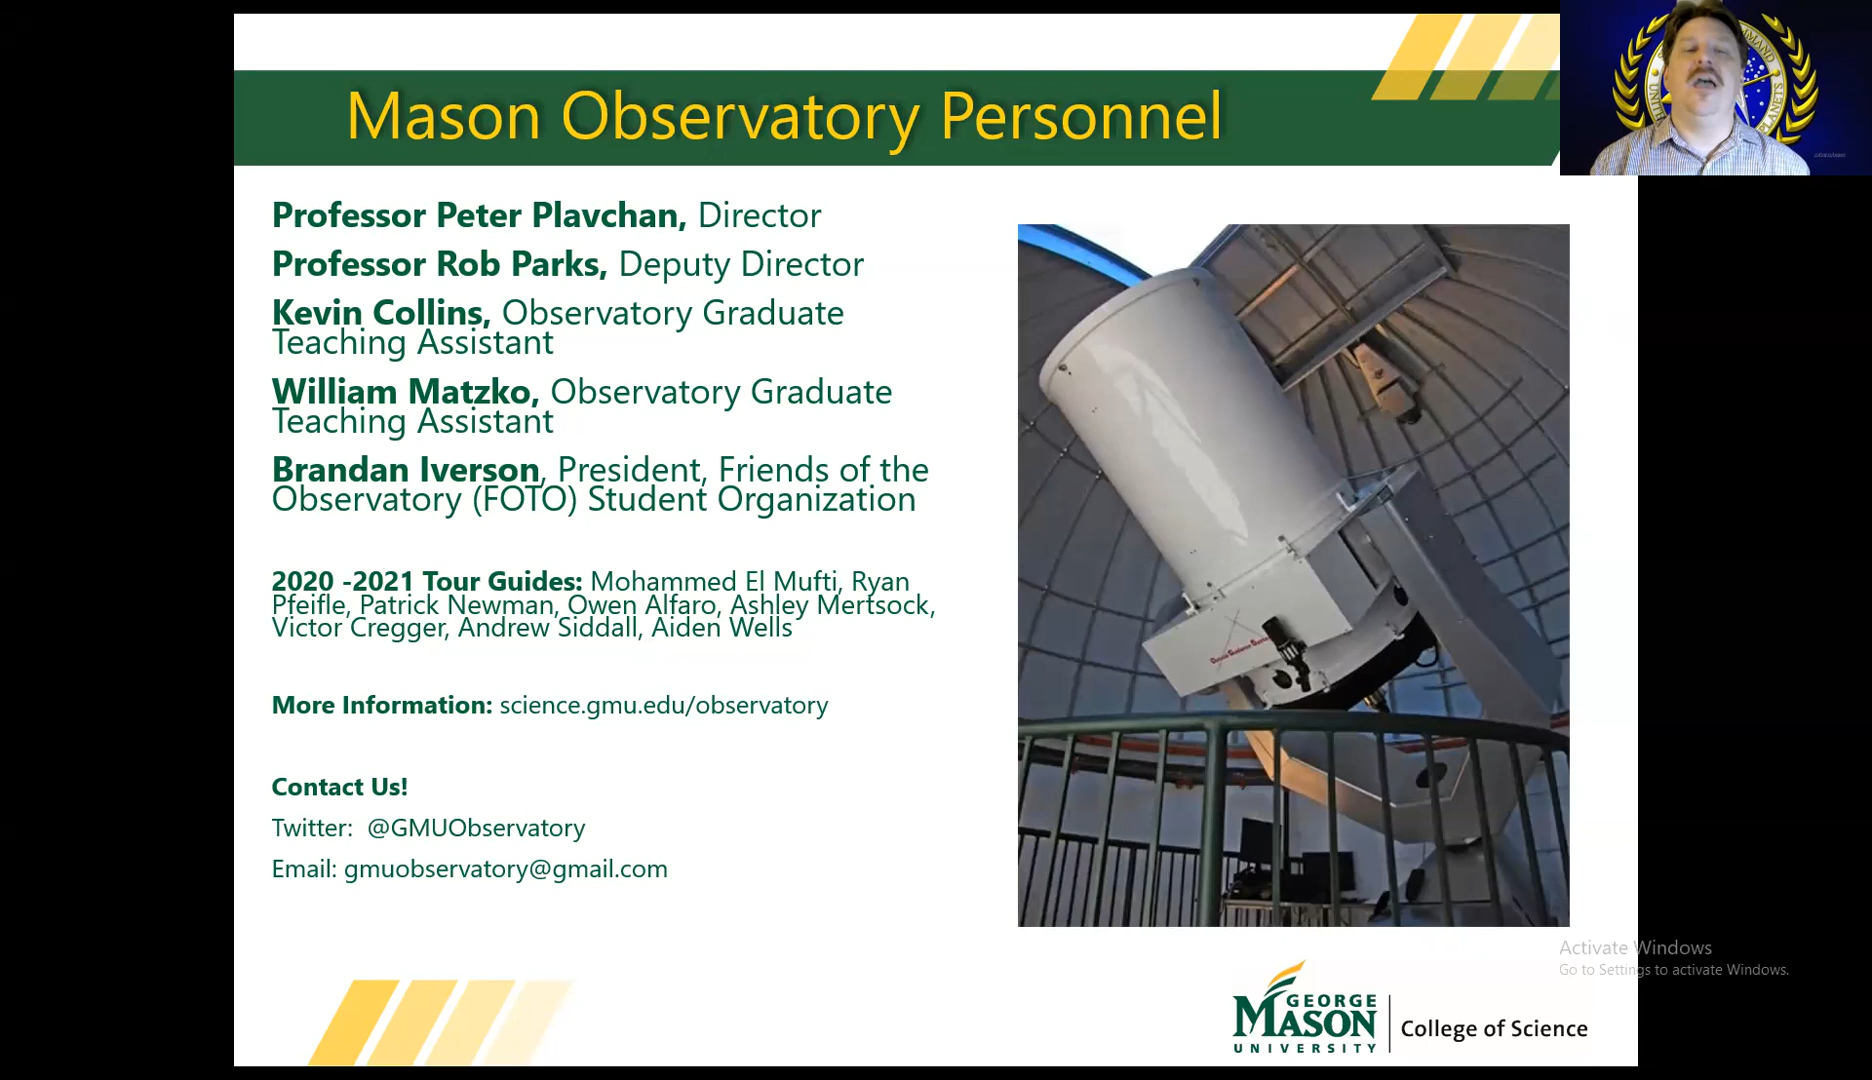 Mason Observatory Personnel
Professor Peter Plavchan, Director
Professor Rob Parks, Deputy Director
Kevin Collins, Observatory Graduate
Teaching Assistant
William Matzko, Observatory Graduate
Teaching Assistant
Brandan Iverson, President, Friends of the
Observatory (FOTO) Student Organization
2020 -2021 Tour Guides: Mohammed El Mufti, Ryan
Pfeifle, Patrick Newman, Owen Alfaro, Ashley Mertsock,
Victor Cregger, Andrew Siddall, Aiden Wells
More Information: science.gmu.edu/observatory
Contact Us!
Twitter: @GMUObservatory
Email: gmuobservatory@gmail.com
Activate Windows
Go to Settings to activate Windows.
GEORGE
MASON
UNIVERSITY
College of Science